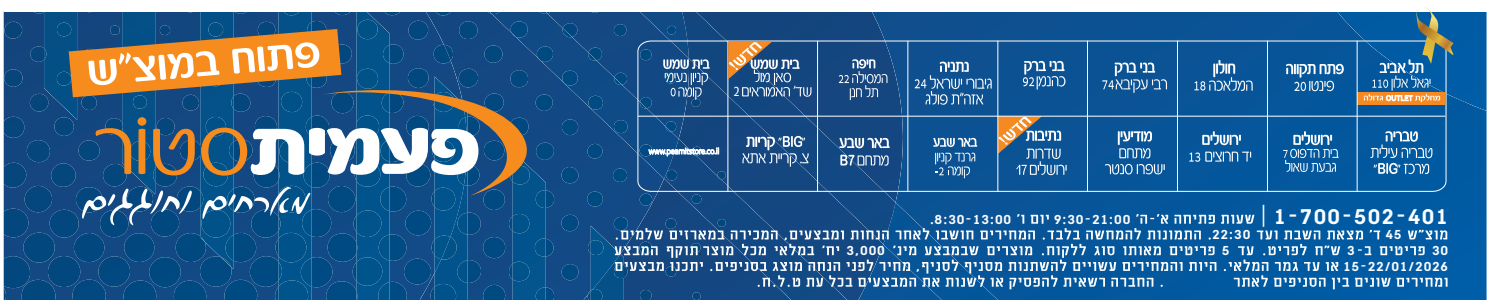 פתוח במוצ"ש
פעמית סטור
מארחים וחוגגים
תל אביב
יגאל אלון 110
מחלקת OUTLET גדולה
פתח תקווה
פינטו 20
חולון
המלאכה 18
בני ברק
רבי עקיבא 74
בני ברק
כהנמן 92
נתניה
גיבורי ישראל 24
אזה"ת פולג
חיפה
המסילה 22
תל חנן
חדש!
בית שמש
סאן מול
שד' האמוראים 2
בית שמש
קניון נעימי
קומה 0
טבריה
טבריה עילית
מרכז "BIG"
ירושלים
בית הדפוס 7
גבעת שאול
ירושלים
יד חרוצים 13
מודיעין
מתחם
ישפרו סנטר
חדש!
נתיבות
שדרות
ירושלים 17
באר שבע
גרנד קניון
קומה 2-
באר שבע
מתחם B7
"BIG" קריות
צ. קריית אתא
www.peamitstore.co.il
1-700-502-401 | שעות פתיחה א'-ה' 9:30-21:00 יום ו' 8:30-13:00.
מוצ"ש 45 ד' מצאת השבת ועד 22:30. התמונות להמחשה בלבד. המחירים חושבו לאחר הנחות ומבצעים, המכירה במארזים שלמים.
30 פריטים ב-3 ש"ח לפריט. עד 5 פריטים מאותו סוג ללקוח. מוצרים שבמבצע מינ' 3,000 יח' במלאי מכל מוצר תוקף המבצע
15-22/01/2026 או עד גמר המלאי. היות והמחירים עשויים להשתנות מסניף לסניף, מחיר לפני הנחה מוצג בסניפים. יתכנו מבצעים
ומחירים שונים בין הסניפים לאתר . החברה רשאית להפסיק או לשנות את המבצעים בכל עת ט.ל.ח.